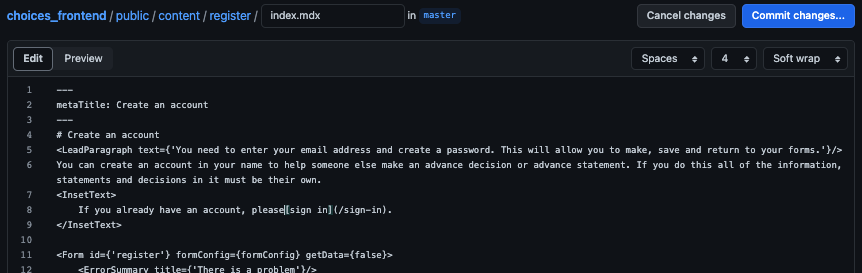 choices_frontend / public / content / register / index.mdx in master Cancel changes Commit changes...
Edit Preview Spaces 4 Soft wrap
1 ---
2 metaTitle: Create an account
3 ---
4 # Create an account
5 <LeadParagraph text={'You need to enter your email address and create a password. This will allow you to make, save and return to your forms.'}/>
6 You can create an account in your name to help someone else make an advance decision or advance statement. If you do this all of the information,
statements and decisions in it must be their own.
7 <InsetText>
8 If you already have an account, please[sign in](/sign-in).
9 </InsetText>
10
11 <Form id={'register'} formConfig={formConfig} getData={false}>
12 <ErrorSummary title={'There is a problem'}/>